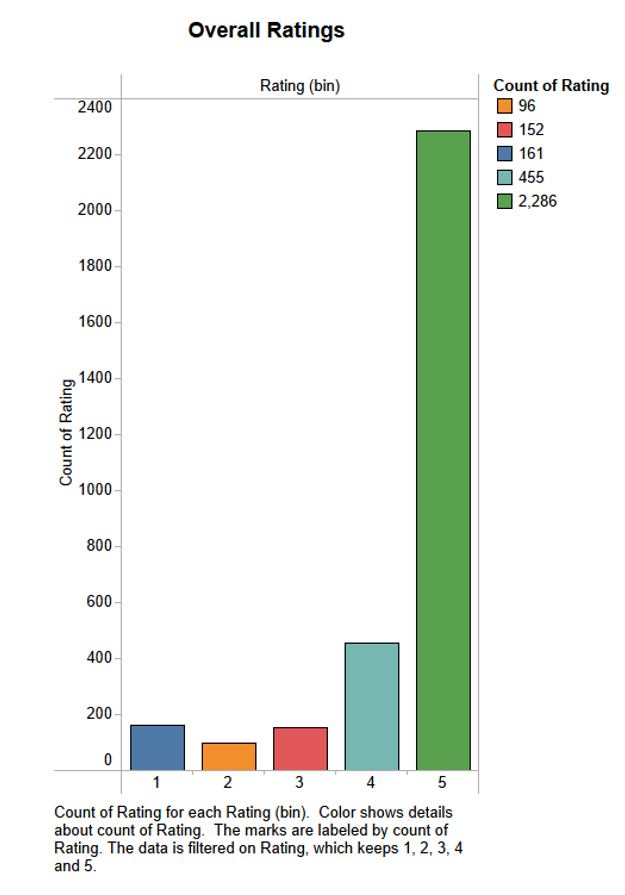 Overall Ratings
Rating (bin)
Count of Rating
96
152
161
455
2,286
2400
2200
2000
1800
1600
1400
1200
1000
800
600
400
200
0
Count of Rating
1 2 3 4 5
Count of Rating for each Rating (bin).  Color shows details
about count of Rating.  The marks are labeled by count of
Rating. The data is filtered on Rating, which keeps 1, 2, 3, 4
and 5.